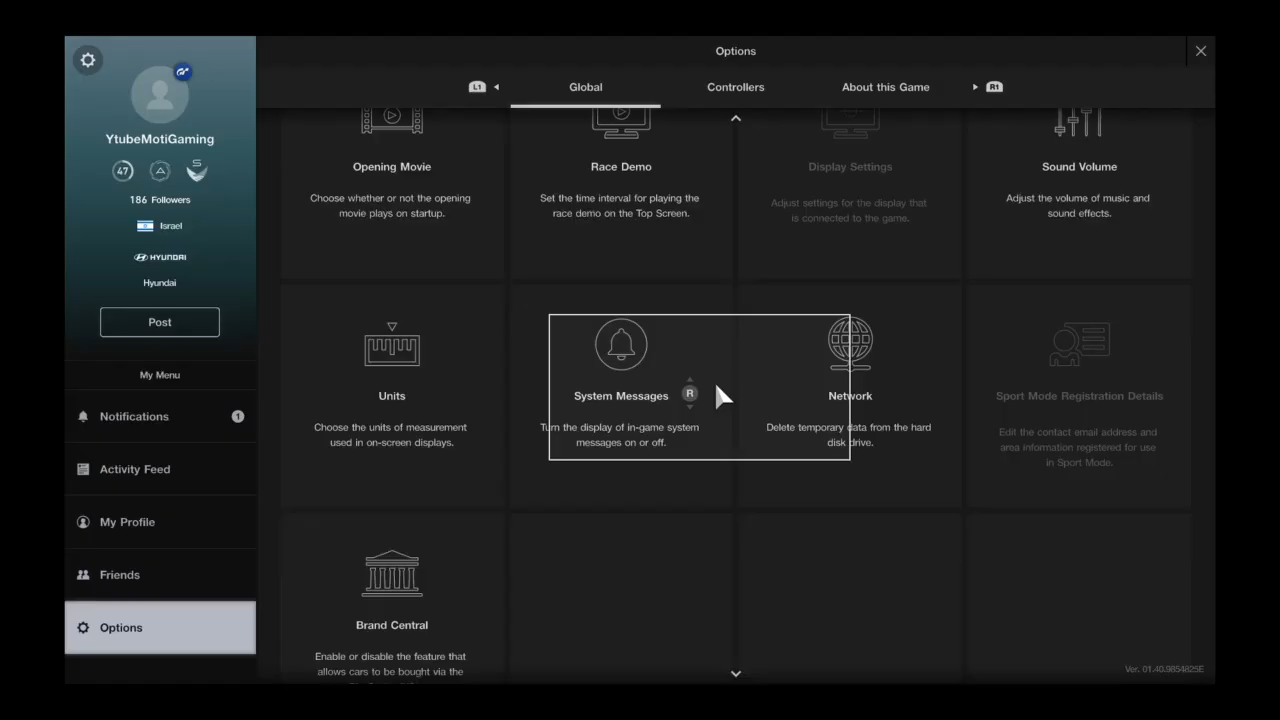 Options
L1
Global
Controllers
About this Game
R1
YtubeMotiGaming
47
A
S
186 Followers
Israel
HYUNDAI
Hyundai
Post
My Menu
Notifications
1
Activity Feed
My Profile
Friends
Options
Opening Movie
Choose whether or not the opening
movie plays on startup.
Race Demo
Set the time interval for playing the
race demo on the Top Screen.
Display Settings
Adjust settings for the display that
is connected to the game.
Sound Volume
Adjust the volume of music and
sound effects.
Units
Choose the units of measurement
used in on-screen displays.
System Messages
R
Turn the display of in-game system
messages on or off.
Network
Delete temporary data from the hard
disk drive.
Sport Mode Registration Details
Edit the contact email address and
area information registered for use
in Sport Mode.
Brand Central
Enable or disable the feature that
allows cars to be bought via the
Ver. 01.40.9854825E